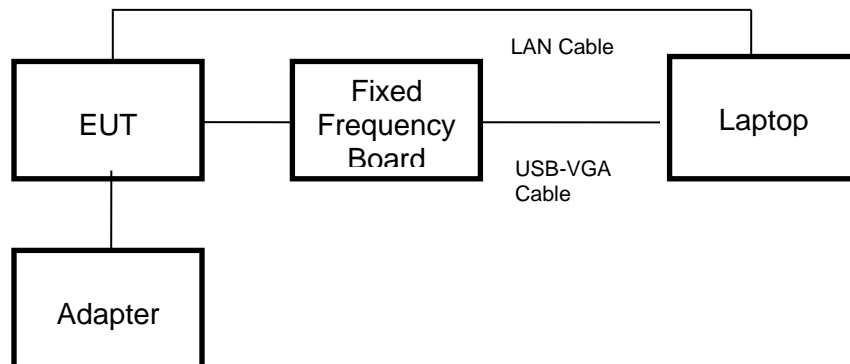 LAN Cable
EUT
Fixed
Frequency
Board
Laptop
USB-VGA
Cable
Adapter